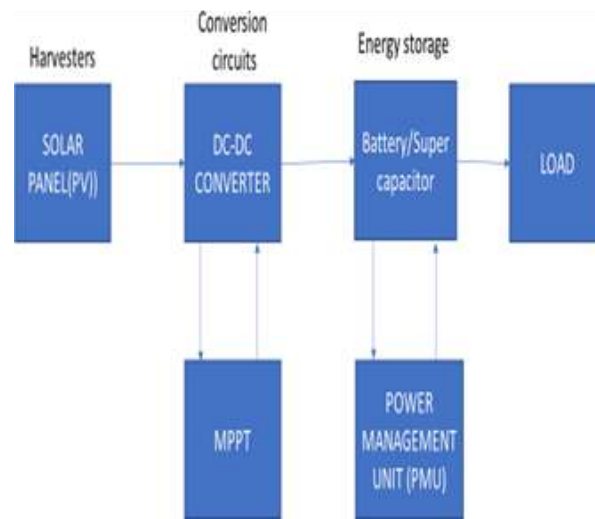 Harvesters
Conversion
circuits
Energy storage
SOLAR
PANEL(PV))
DC-DC
CONVERTER
Battery/Super
capacitor
LOAD
MPPT
POWER
MANAGEMENT
UNIT (PMU)